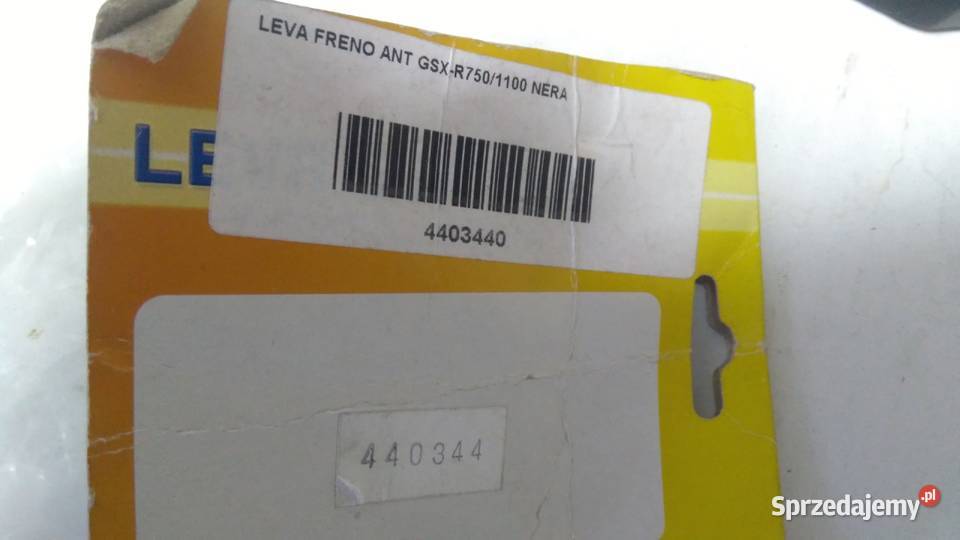 LEVA FRENO ANT GSX-R750/1100 NERA
LE
4403440
440344
Sprzedajemy.pl